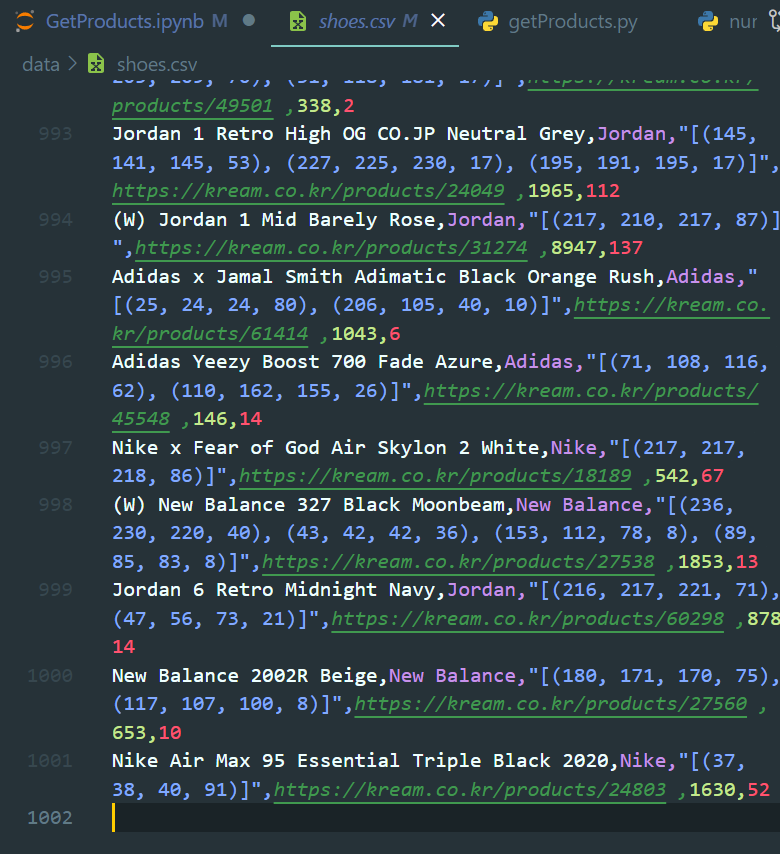 GetProducts.ipynb M shoes.csv M getProducts.py nur
data > shoes.csv
products/49501 ,338,2
993 Jordan 1 Retro High OG CO.JP Neutral Grey,Jordan,"[(145,
141, 145, 53), (227, 225, 230, 17), (195, 191, 195, 17)]",
https://kream.co.kr/products/24049 ,1965,112
994 (W) Jordan 1 Mid Barely Rose,Jordan,"[(217, 210, 217, 87)]
",https://kream.co.kr/products/31274 ,8947,137
995 Adidas x Jamal Smith Adimatic Black Orange Rush,Adidas,"
[(25, 24, 24, 80), (206, 105, 40, 10)]",https://kream.co.
kr/products/61414 ,1043,6
996 Adidas Yeezy Boost 700 Fade Azure,Adidas,"[(71, 108, 116,
62), (110, 162, 155, 26)]",https://kream.co.kr/products/
45548 ,146,14
997 Nike x Fear of God Air Skylon 2 White,Nike,"[(217, 217,
218, 86)]",https://kream.co.kr/products/18189 ,542,67
998 (W) New Balance 327 Black Moonbeam,New Balance,"[(236,
230, 220, 40), (43, 42, 42, 36), (153, 112, 78, 8), (89,
85, 83, 8)]",https://kream.co.kr/products/27538 ,1853,13
999 Jordan 6 Retro Midnight Navy,Jordan,"[(216, 217, 221, 71),
(47, 56, 73, 21)]",https://kream.co.kr/products/60298 ,878
14
1000 New Balance 2002R Beige,New Balance,"[(180, 171, 170, 75),
(117, 107, 100, 8)]",https://kream.co.kr/products/27560 ,
653,10
1001 Nike Air Max 95 Essential Triple Black 2020,Nike,"[(37,
38, 40, 91)]",https://kream.co.kr/products/24803 ,1630,52
1002